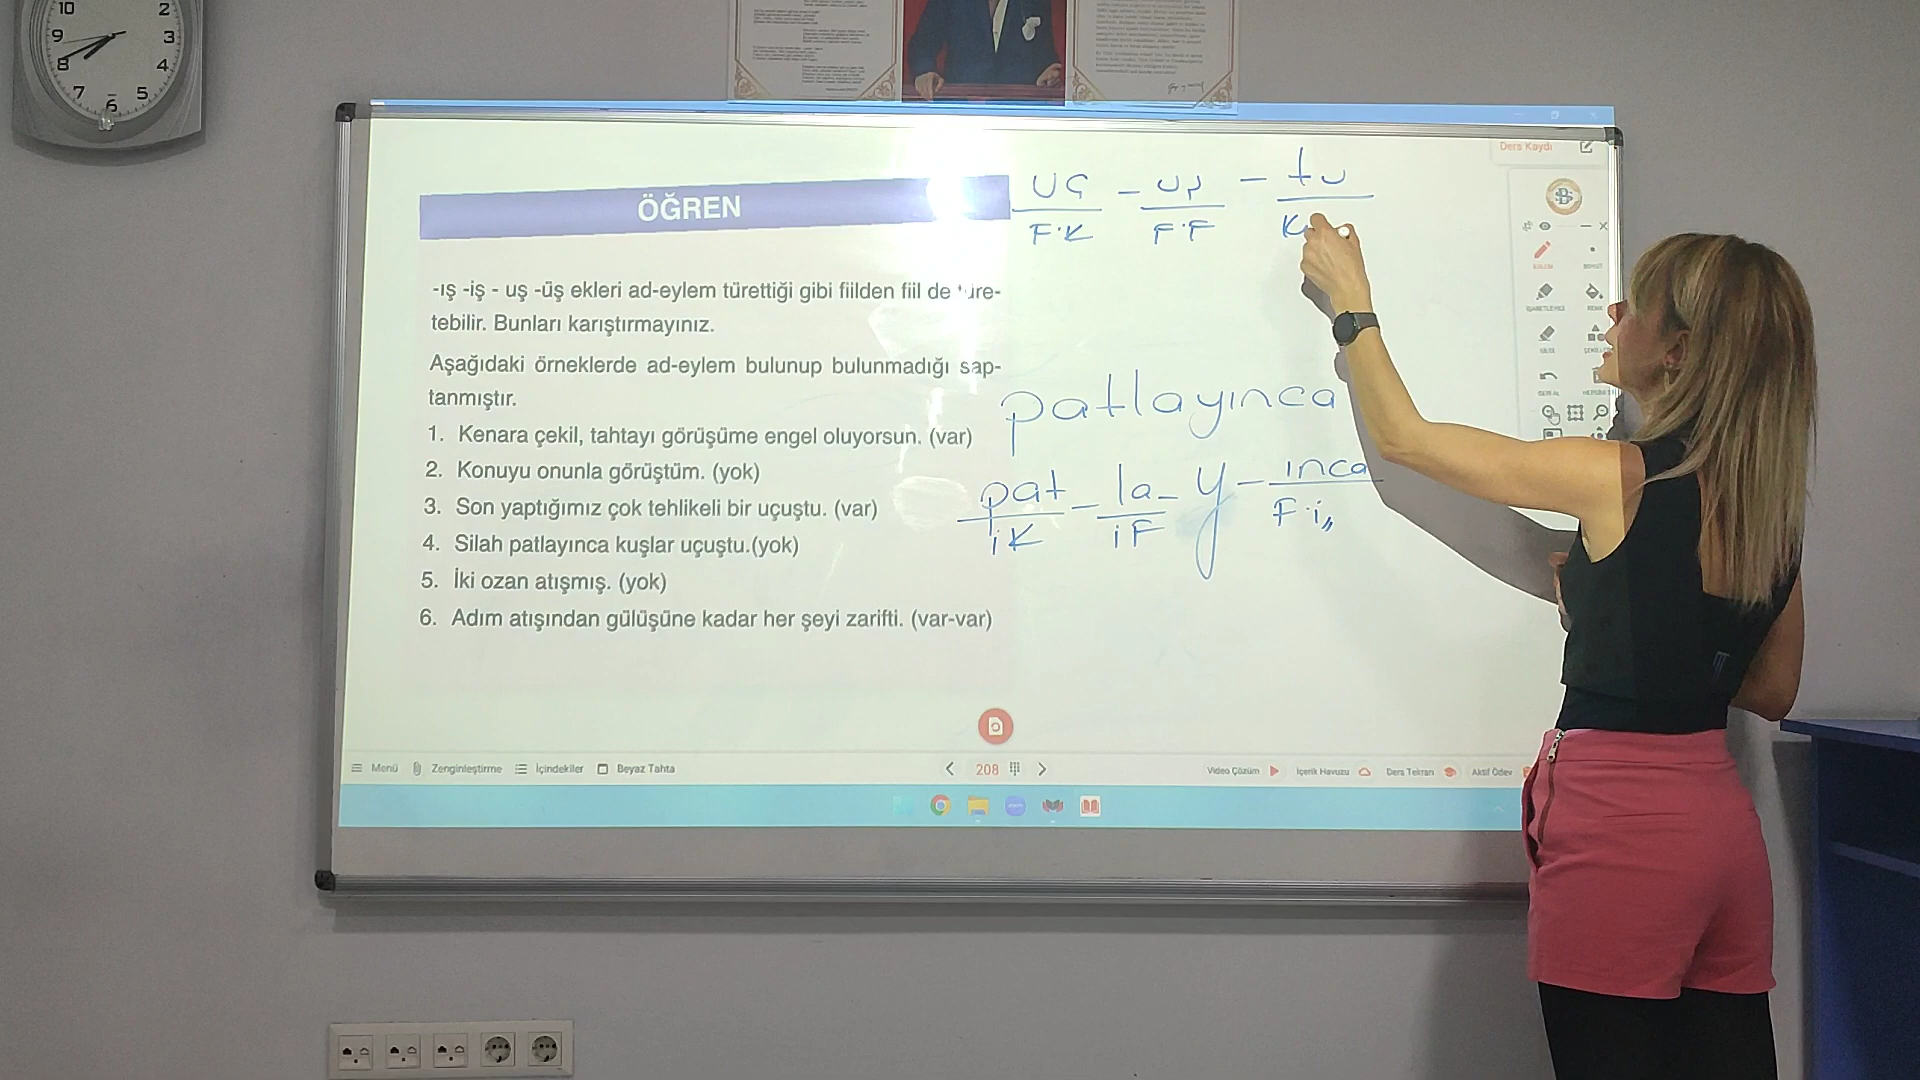 10 2
9 3
8 4
7 6 5
Ders Kaydı
ÖĞREN
-ış -iş - uş -üş ekleri ad-eylem türettiği gibi fiilden fiil de türe-
tebilir. Bunları karıştırmayınız.
Aşağıdaki örneklerde ad-eylem bulunup bulunmadığı sap-
tanmıştır.
1. Kenara çekil, tahtayı görüşüme engel oluyorsun. (var)
2. Konuyu onunla görüştüm. (yok)
3. Son yaptığımız çok tehlikeli bir uçuştu. (var)
4. Silah patlayınca kuşlar uçuştu.(yok)
5. İki ozan atışmış. (yok)
6. Adım atışından gülüşüne kadar her şeyi zarifti. (var-var)
uç - uş - tu
F.K F.F K
patlayınca
pat - la - y - ınca
iK iF F.i
Menü Zenginleştirme İçindekiler Beyaz Tahta 208 Video Çözüm İçerik Havuzu Ders Tekrarı Aktif Ödev